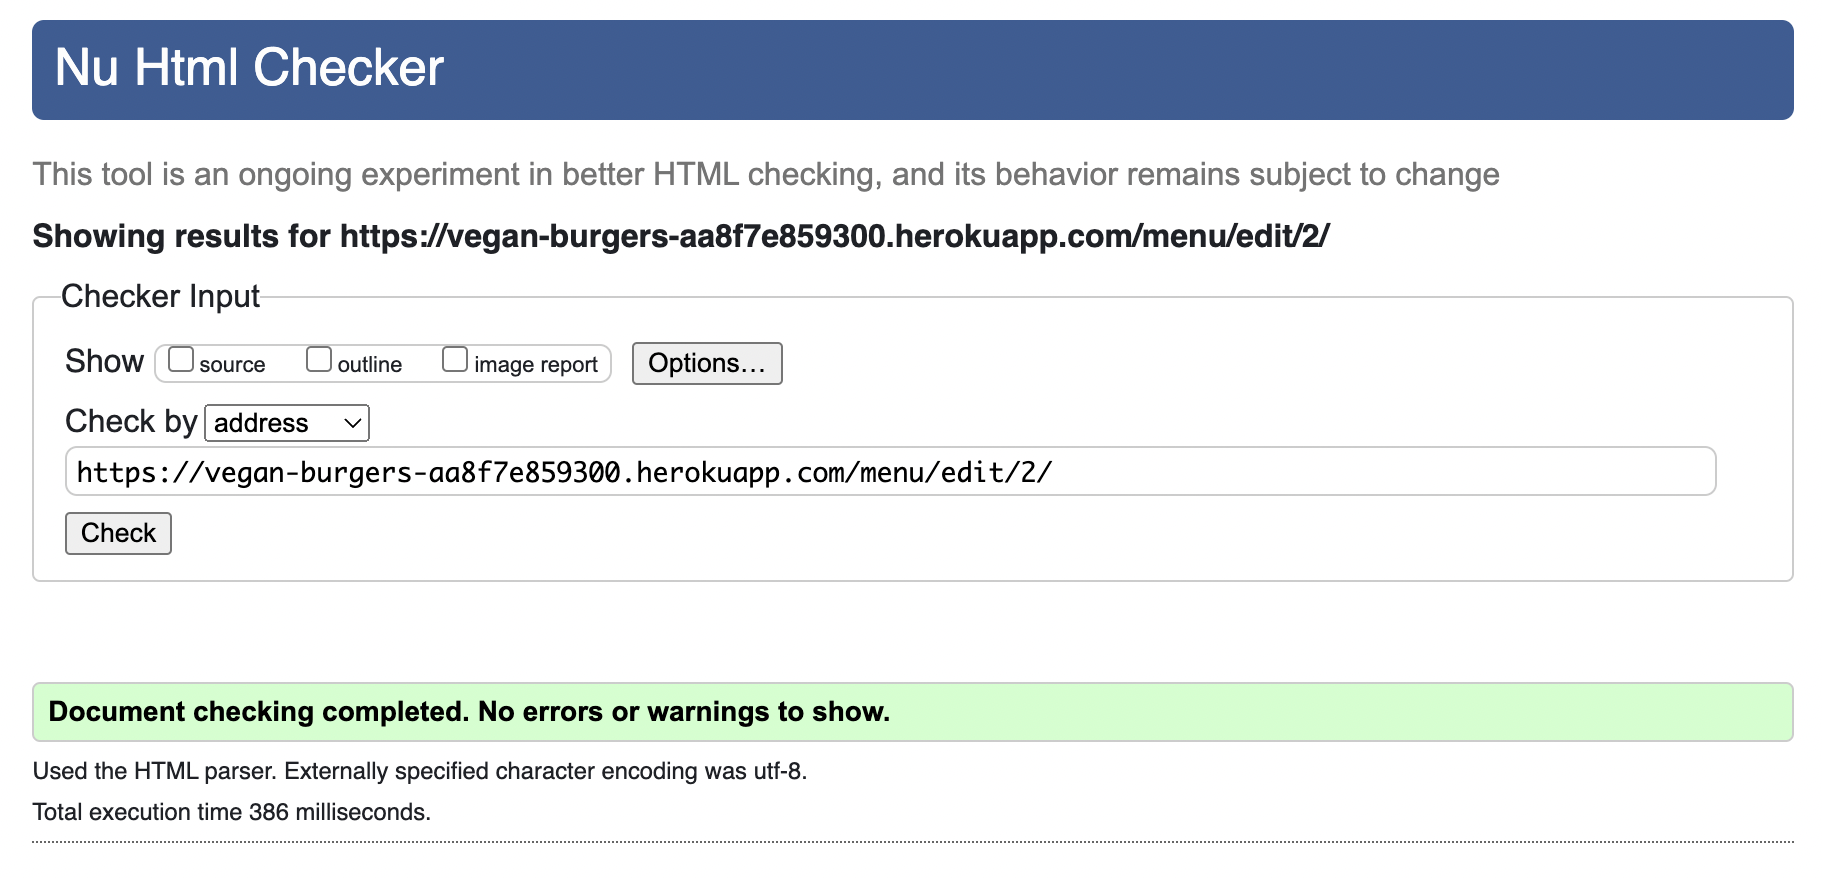 Nu Html Checker
This tool is an ongoing experiment in better HTML checking, and its behavior remains subject to change
Showing results for https://vegan-burgers-aa8f7e859300.herokuapp.com/menu/edit/2/
Checker Input
Show source outline image report Options...
Check by address
https://vegan-burgers-aa8f7e859300.herokuapp.com/menu/edit/2/
Check
Document checking completed. No errors or warnings to show.
Used the HTML parser. Externally specified character encoding was utf-8.
Total execution time 386 milliseconds.